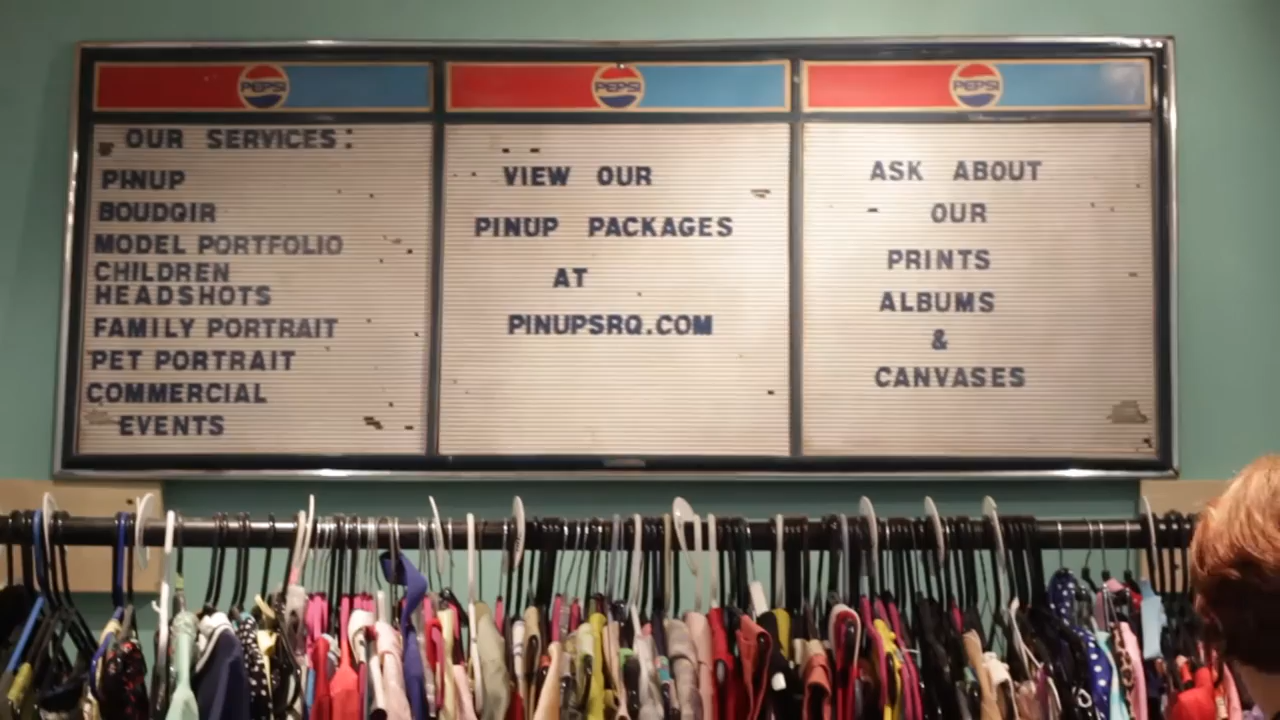 PEPSI
OUR SERVICES:
PINUP
BOUDOIR
MODEL PORTFOLIO
CHILDREN
HEADSHOTS
FAMILY PORTRAIT
PET PORTRAIT
COMMERCIAL
EVENTS
PEPSI
VIEW OUR
PINUP PACKAGES
AT
PINUPSRQ.COM
PEPSI
ASK ABOUT
OUR
PRINTS
ALBUMS
&
CANVASES